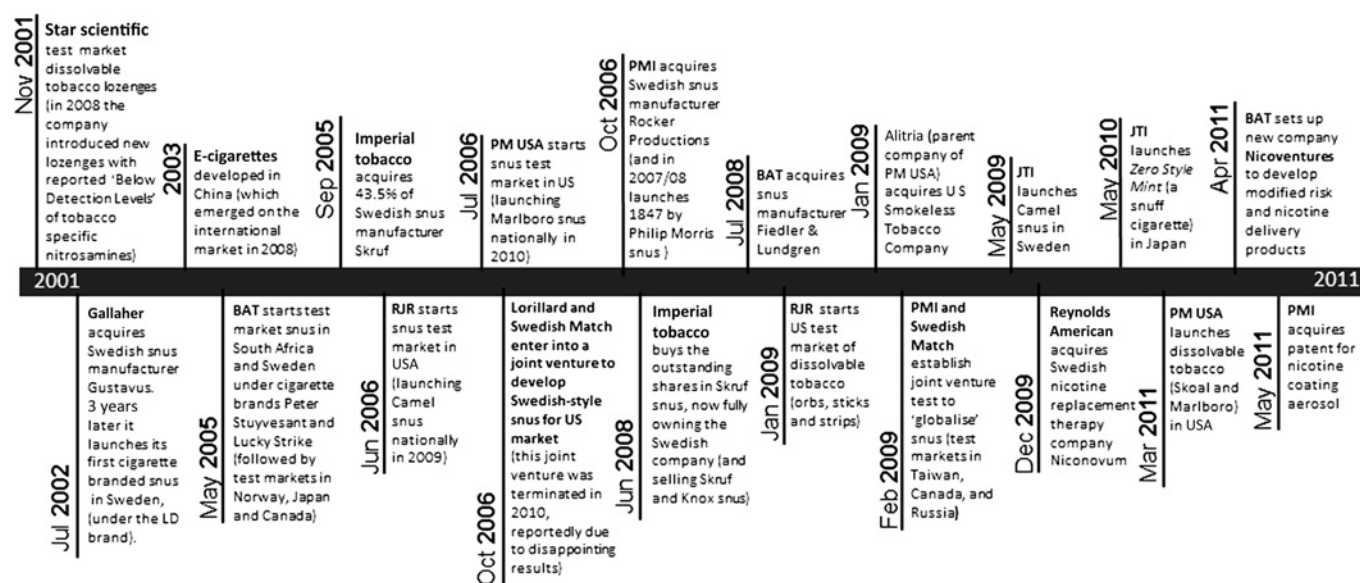 Nov 2001
Star scientific
test market
dissolvable
tobacco lozenges
(in 2008 the
company
introduced new
lozenges with
reported ‘Below
Detection Levels’
of tobacco
specific
nitrosamines)
2003
E-cigarettes
developed in
China (which
emerged on the
international
market in 2008)
Sep 2005
Imperial
tobacco
acquires
43.5% of
Swedish snus
manufacturer
Skruf
Jul 2006
PM USA starts
snus test
market in US
(launching
Marlboro snus
nationally in
2010)
Oct 2006
PMI acquires
Swedish snus
manufacturer
Rocker
Productions
(and in
2007/08
launches
1847 by
Philip Morris
snus )
Jul 2008
BAT acquires
snus
manufacturer
Fiedler &
Lundgren
Jan 2009
Alitria (parent
company of
PM USA)
acquires U S
Smokeless
Tobacco
Company
May 2009
JTI
launches
Camel
snus in
Sweden
May 2010
JTI
launches
Zero Style
Mint (a
snuff
cigarette)
in Japan
Apr 2011
BAT sets up
new company
Nicoventures
to develop
modified risk
and nicotine
delivery
products
2001
2011
Jul 2002
Gallaher
acquires
Swedish snus
manufacturer
Gustavus.
3 years
later it
launches its
first cigarette
branded snus
in Sweden,
(under the LD
brand).
May 2005
BAT starts test
market snus in
South Africa
and Sweden
under cigarette
brands Peter
Stuyvesant and
Lucky Strike
(followed by
test markets in
Norway, Japan
and Canada)
Jun 2006
RJR starts
snus test
market in
USA
(launching
Camel
snus
nationally
in 2009)
Oct 2006
Lorillard and
Swedish Match
enter into a
joint venture to
develop
Swedish-style
snus for US
market
(this joint
venture was
terminated in
2010,
reportedly due
to disappointing
results)
Jun 2008
Imperial
tobacco
buys the
outstanding
shares in Skruf
snus, now fully
owning the
Swedish
company (and
selling Skruf
and Knox snus)
Jan 2009
RJR starts
US test
market of
dissolvable
tobacco
(orbs, sticks
and strips)
Feb 2009
PMI and
Swedish
Match
establish joint
venture
test to
‘globalise’
snus (test
markets in
Taiwan,
Canada, and
Russia)
Dec 2009
Reynolds
American
acquires
Swedish
nicotine
replacement
therapy
company
Niconovum
Mar 2011
PM USA
launches
dissolvable
tobacco
(Skoal and
Marlboro)
in USA
May 2011
PMI
acquires
patent for
nicotine
coating
aerosol